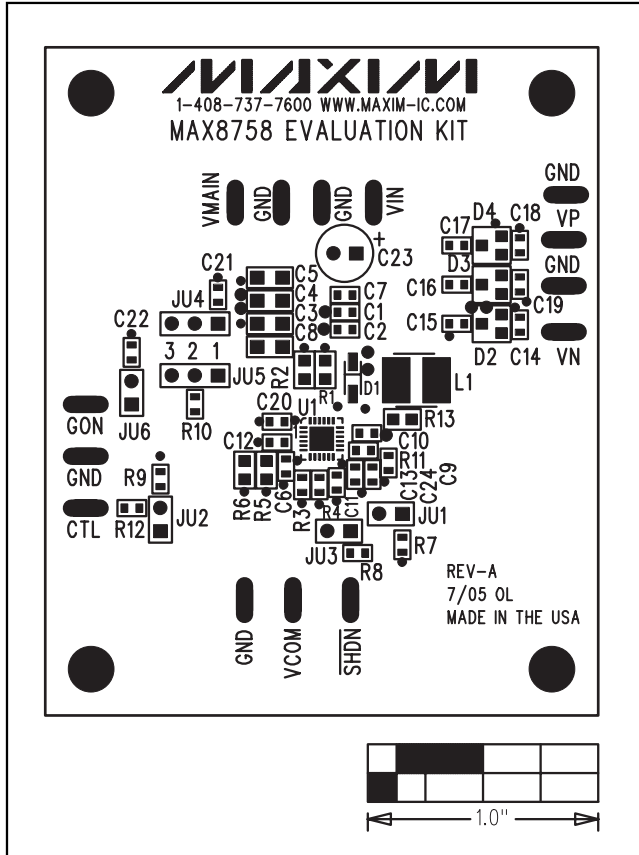 MAXIM
1-408-737-7600 WWW.MAXIM-IC.COM
MAX8758 EVALUATION KIT
VMAIN
GND
GND
VIN
GND
VP
GND
VN
C17
D4
C18
D3
C16
C19
C15
D2
C14
+
C23
C21
C5
C4
C3
C8
C7
C1
C2
JU4
3 2 1
JU5
C22
JU6
R10
R2
R1
D1
L1
R13
GON
GND
CTL
R9
R12
JU2
C20
U1
C12
R6
R5
C6
R3
R4
C11
C10
R11
C13
C24
C9
JU3
R8
JU1
R7
GND
VCOM
SHDN
REV-A
7/05 OL
MADE IN THE USA
1.0"